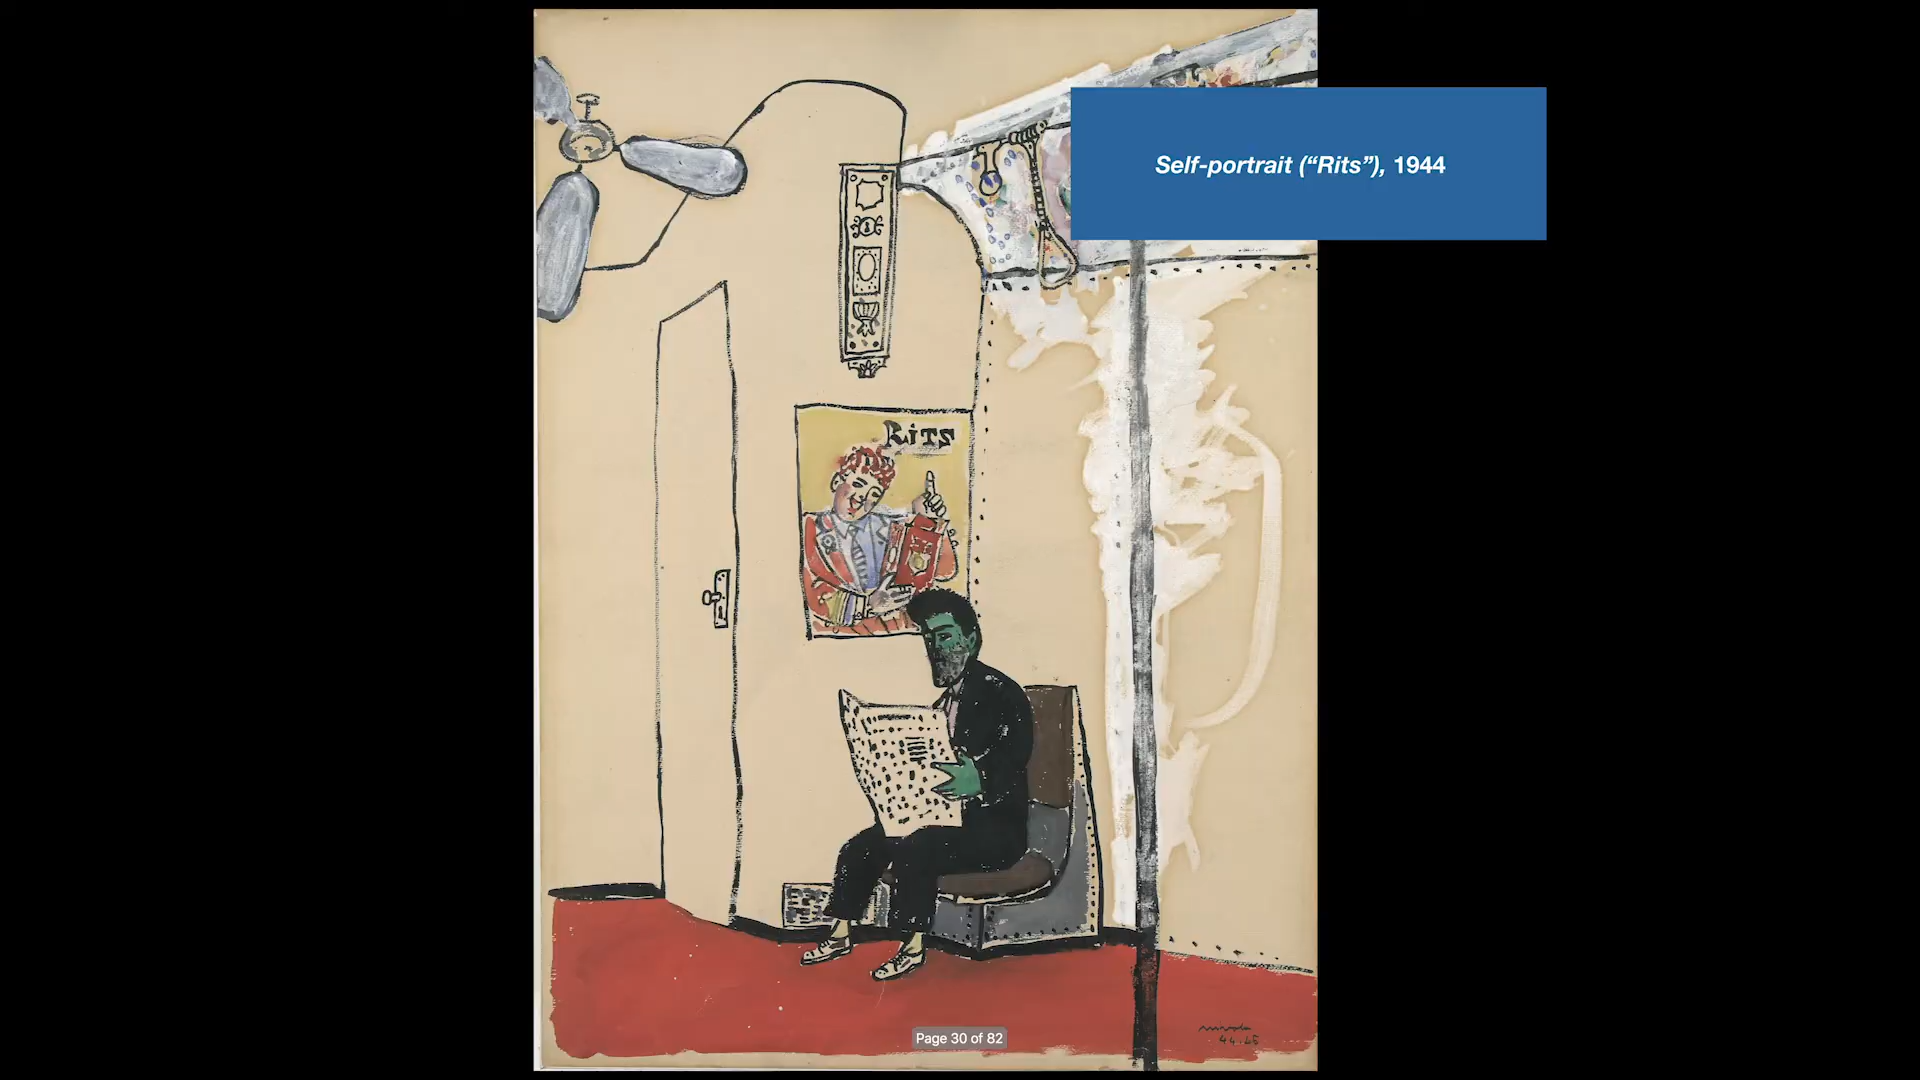 Self-portrait (“Rits”), 1944
RiTS
44.45
Page 30 of 82